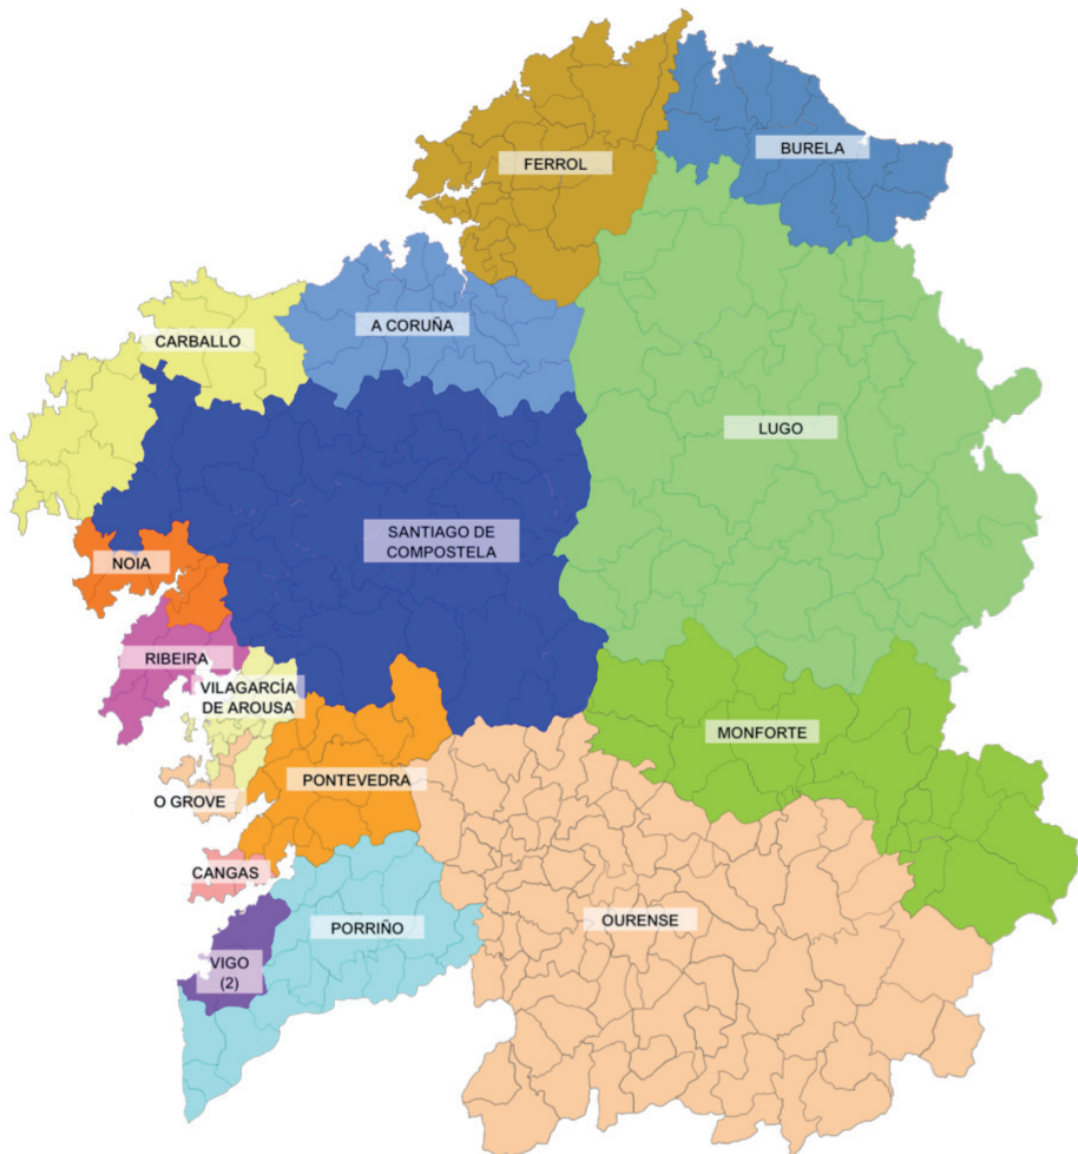 BURELA
FERROL
A CORUÑA
CARBALLO
LUGO
SANTIAGO DE
COMPOSTELA
NOIA
RIBEIRA
VILAGARCÍA
DE AROUSA
MONFORTE
PONTEVEDRA
O GROVE
CANGAS
OURENSE
PORRIÑO
VIGO
(2)